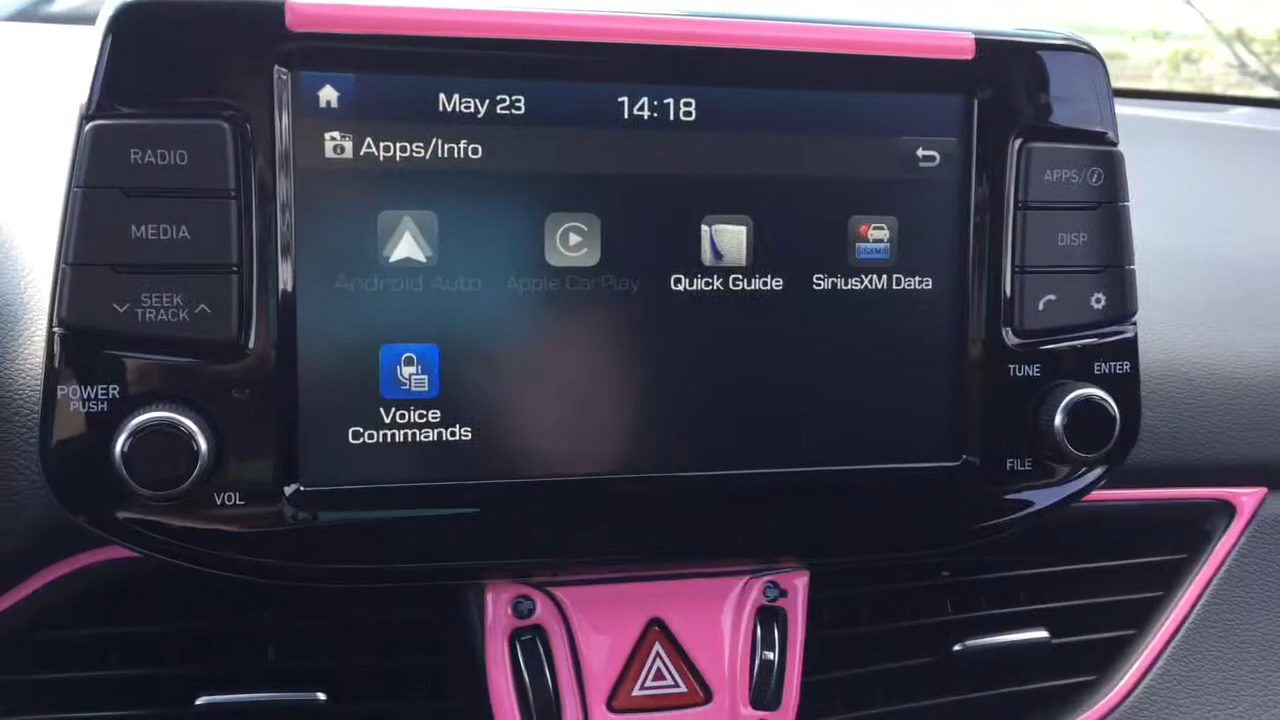 May 23
14:18
Apps/Info
RADIO
MEDIA
SEEK
TRACK
POWER
PUSH
VOL
Android Auto
Apple CarPlay
Quick Guide
SiriusXM Data
Voice
Commands
APPS/i
DISP
TUNE
ENTER
FILE